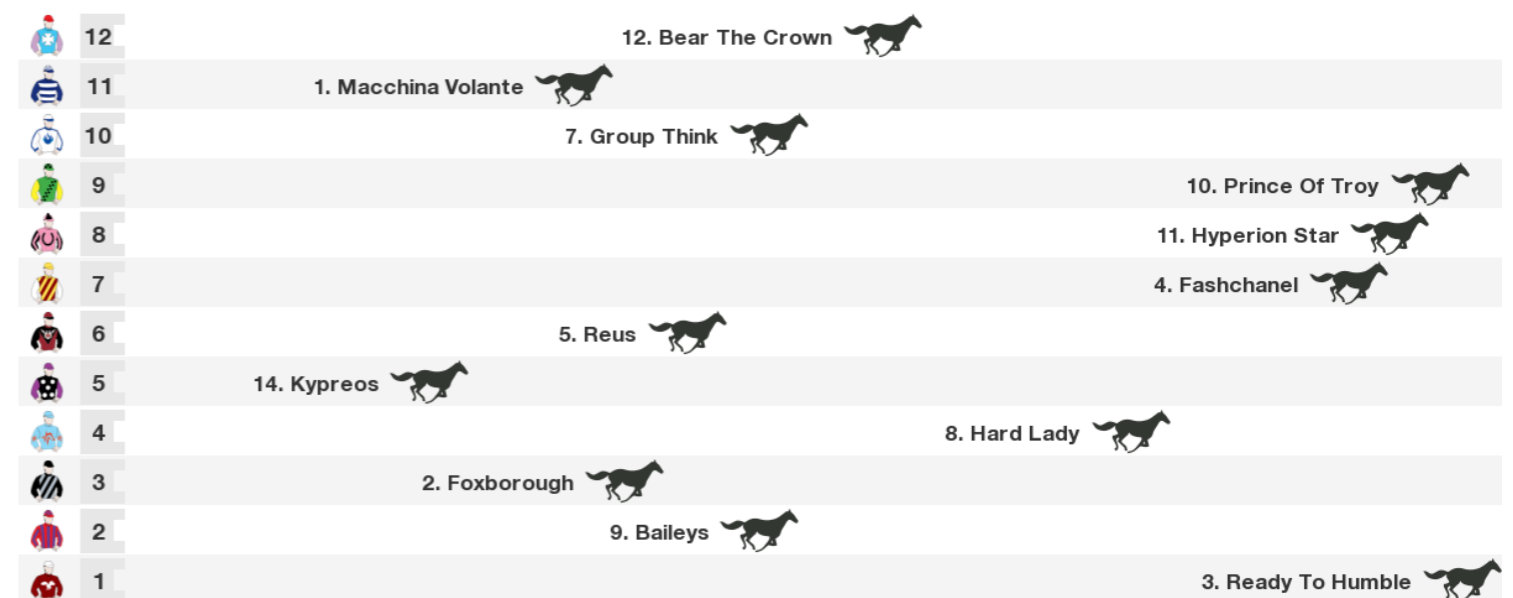 12 12. Bear The Crown
11 1. Macchina Volante
10 7. Group Think
9 10. Prince Of Troy
8 11. Hyperion Star
7 4. Fashchanel
6 5. Reus
5 14. Kypreos
4 8. Hard Lady
3 2. Foxborough
2 9. Baileys
1 3. Ready To Humble